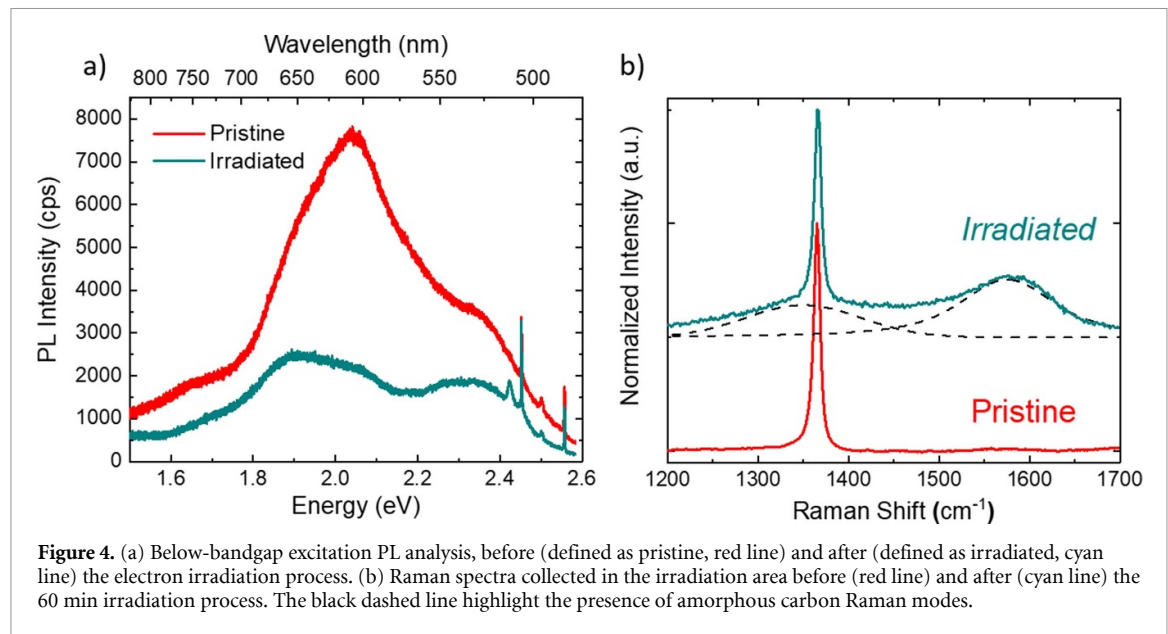 Wavelength (nm)
a)
800 750 700 650 600 550 500
8000
7000
6000
5000
4000
3000
2000
1000
0
PL Intensity (cps)
Pristine
Irradiated
1.6 1.8 2.0 2.2 2.4 2.6
Energy (eV)
b)
Normalized Intensity (a.u.)
Irradiated
Pristine
1200 1300 1400 1500 1600 1700
Raman Shift (cm⁻¹)
Figure 4. (a) Below-bandgap excitation PL analysis, before (defined as pristine, red line) and after (defined as irradiated, cyan
line) the electron irradiation process. (b) Raman spectra collected in the irradiation area before (red line) and after (cyan line) the
60 min irradiation process. The black dashed line highlight the presence of amorphous carbon Raman modes.